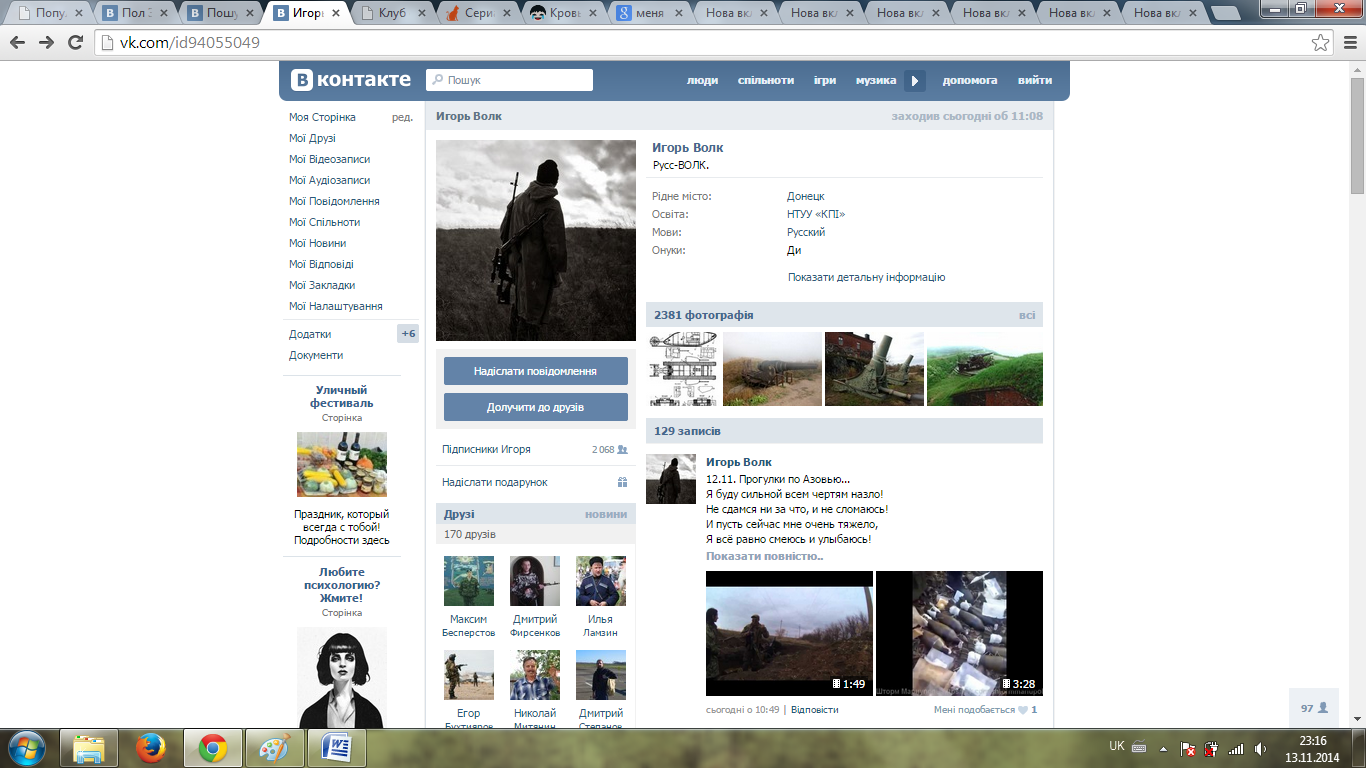 Попу
Пол З
Пошу
Игорь
Клуб
Сери
Кровь
меня
Нова вкл
Нова вкл
Нова вкл
Нова вкл
Нова вкл
Нова вкл
vk.com/id94055049
В контакте
Пошук
люди спільноти ігри музика допомога вийти
Моя Сторінка ред.
Мої Друзі
Мої Відеозаписи
Мої Аудіозаписи
Мої Повідомлення
Мої Спільноти
Мої Новини
Мої Відповіді
Мої Закладки
Мої Налаштування
Додатки +6
Документи
Уличный
фестиваль
Сторінка
Праздник, который
всегда с тобой!
Подробности здесь
Любите
психологию?
Жмите!
Сторінка
Игорь Волк заходив сьогодні об 11:08
Надіслати повідомлення
Долучити до друзів
Підписники Игоря 2 068
Надіслати подарунок
Друзі новини
170 друзів
Максим
Бесперстов
Дмитрий
Фирсенков
Илья
Ламзин
Егор
Бухтияров
Николай
Митянин
Дмитрий
Степанов
Игорь Волк
Русс-ВОЛК.
Рідне місто: Донецк
Освіта: НТУУ «КПІ»
Мови: Русский
Онуки: Ди
Показати детальну інформацію
2381 фотографія всі
129 записів
Игорь Волк
12.11. Прогулки по Азовью...
Я буду сильной всем чертям назло!
Не сдамся ни за что, и не сломаюсь!
И пусть сейчас мне очень тяжело,
Я всё равно смеюсь и улыбаюсь!
Показати повністю..
1:49
3:28
сьогодні о 10:49 | Відповісти Мені подобається 1
97
UK
23:16
13.11.2014